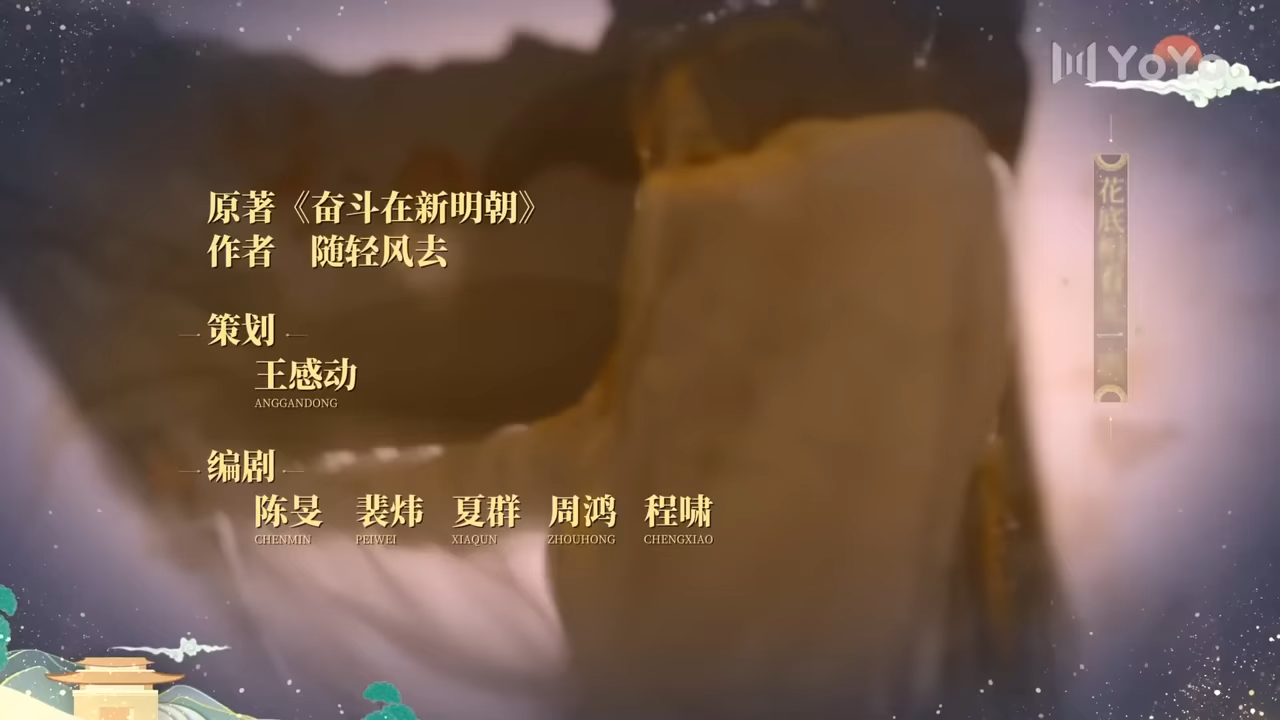 原著《奋斗在新明朝》
作者 随轻风去
策划
王感动
ANGGANDONG
编剧
陈旻 裴炜 夏群 周鸿 程啸
CHENMIN PEIWEI XIAQUN ZHOUHONG CHENGXIAO
YoYo
花底
看
一